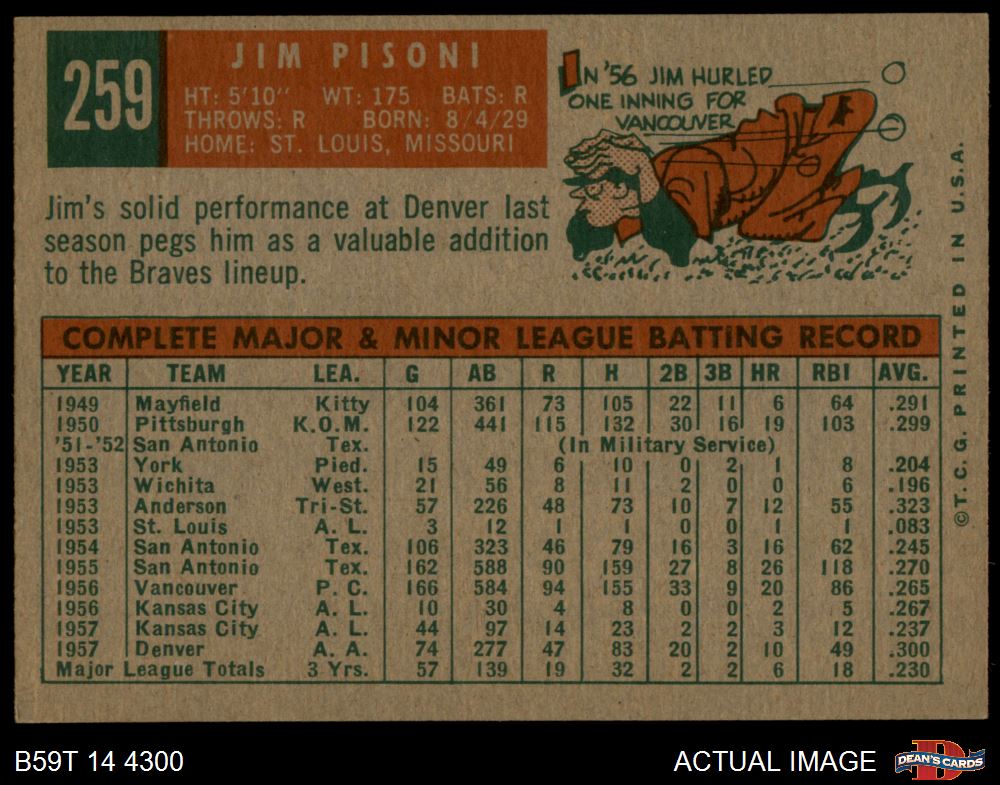 259
JIM PISONI
HT: 5'10" WT: 175 BATS: R
THROWS: R BORN: 8/4/29
HOME: ST. LOUIS, MISSOURI
IN '56 JIM HURLED
ONE INNING FOR
VANCOUVER
Jim's solid performance at Denver last
season pegs him as a valuable addition
to the Braves lineup.
COMPLETE MAJOR & MINOR LEAGUE BATTING RECORD
YEAR TEAM LEA. G AB R H 2B 3B HR RBI AVG.
1949 Mayfield Kitty 104 361 73 105 22 11 6 64 .291
1950 Pittsburgh K.O.M. 122 441 115 132 30 16 19 103 .299
'51-'52 San Antonio Tex. (In Military Service)
1953 York Pied. 15 49 6 10 0 2 1 8 .204
1953 Wichita West. 21 56 8 11 2 0 0 6 .196
1953 Anderson Tri-St. 57 226 48 73 10 7 12 55 .323
1953 St. Louis A. L. 3 12 1 1 0 0 1 1 .083
1954 San Antonio Tex. 106 323 46 79 16 3 16 62 .245
1955 San Antonio Tex. 162 588 90 159 27 8 26 118 .270
1956 Vancouver P. C. 166 584 94 155 33 9 20 86 .265
1956 Kansas City A. L. 10 30 4 8 0 0 2 5 .267
1957 Kansas City A. L. 44 97 14 23 2 2 3 12 .237
1957 Denver A. A. 74 277 47 83 20 2 10 49 .300
Major League Totals 3 Yrs. 57 139 19 32 2 2 6 18 .230
©T. C. G. PRINTED IN U.S.A.
B59T 14 4300
ACTUAL IMAGE
D
DEAN'S CARDS